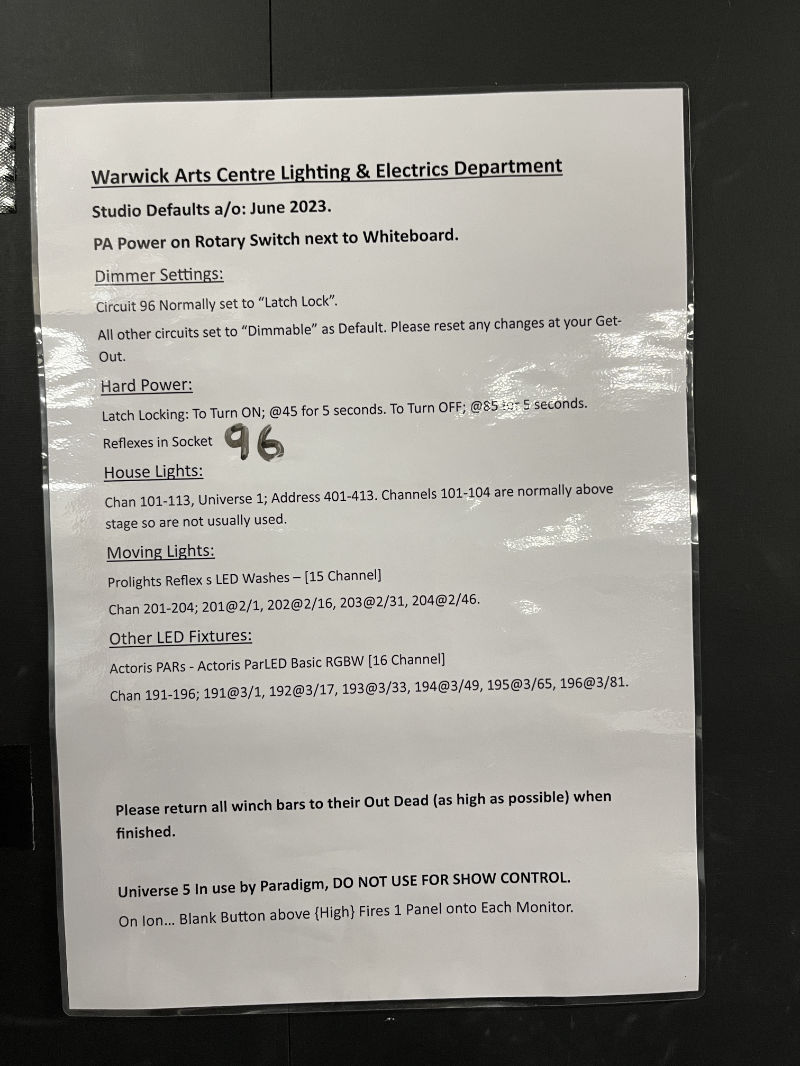 Warwick Arts Centre Lighting & Electrics Department
Studio Defaults a/o: June 2023.
PA Power on Rotary Switch next to Whiteboard.
Dimmer Settings:
Circuit 96 Normally set to “Latch Lock”.
All other circuits set to “Dimmable” as Default. Please reset any changes at your Get-
Out.
Hard Power:
Latch Locking: To Turn ON; @45 for 5 seconds. To Turn OFF; @85 for 5 seconds.
Reflexes in Socket 96
House Lights:
Chan 101-113, Universe 1; Address 401-413. Channels 101-104 are normally above
stage so are not usually used.
Moving Lights:
Prolights Reflex s LED Washes – [15 Channel]
Chan 201-204; 201@2/1, 202@2/16, 203@2/31, 204@2/46.
Other LED Fixtures:
Actoris PARs - Actoris ParLED Basic RGBW [16 Channel]
Chan 191-196; 191@3/1, 192@3/17, 193@3/33, 194@3/49, 195@3/65, 196@3/81.
Please return all winch bars to their Out Dead (as high as possible) when
finished.
Universe 5 In use by Paradigm, DO NOT USE FOR SHOW CONTROL.
On Ion... Blank Button above {High} Fires 1 Panel onto Each Monitor.